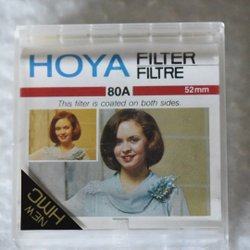 HOYA FILTER
FILTRE
80A 52mm
This filter is coated on both sides.
NEW
HMC